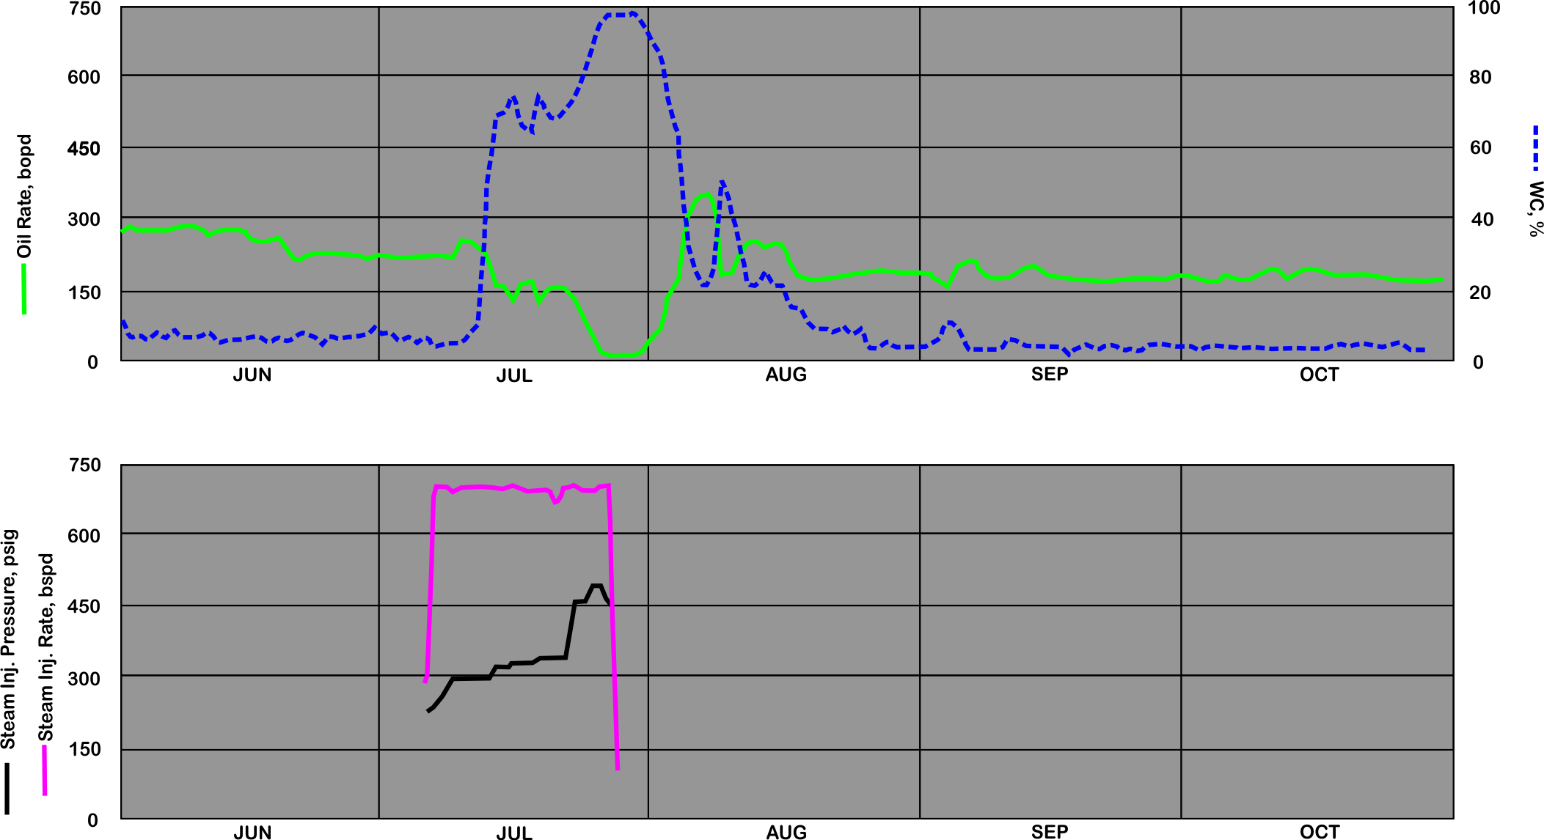 750
600
450
300
150
0
Oil Rate, bopd
100
80
60
40
20
0
WC, %
JUN
JUL
AUG
SEP
OCT
750
600
450
300
150
0
Steam Inj. Pressure, psig
Steam Inj. Rate, bspd
JUN
JUL
AUG
SEP
OCT